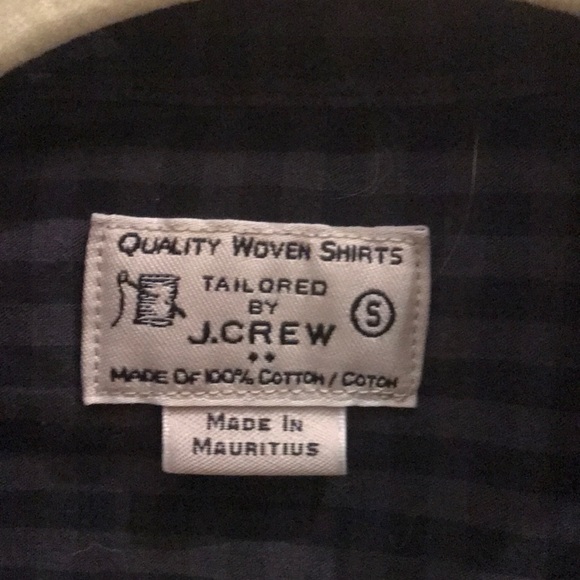 QUALITY WOVEN SHIRTS
TAILORED
BY
S
J.CREW
MADE OF 100% COTTON / COTON
MADE IN
MAURITIUS